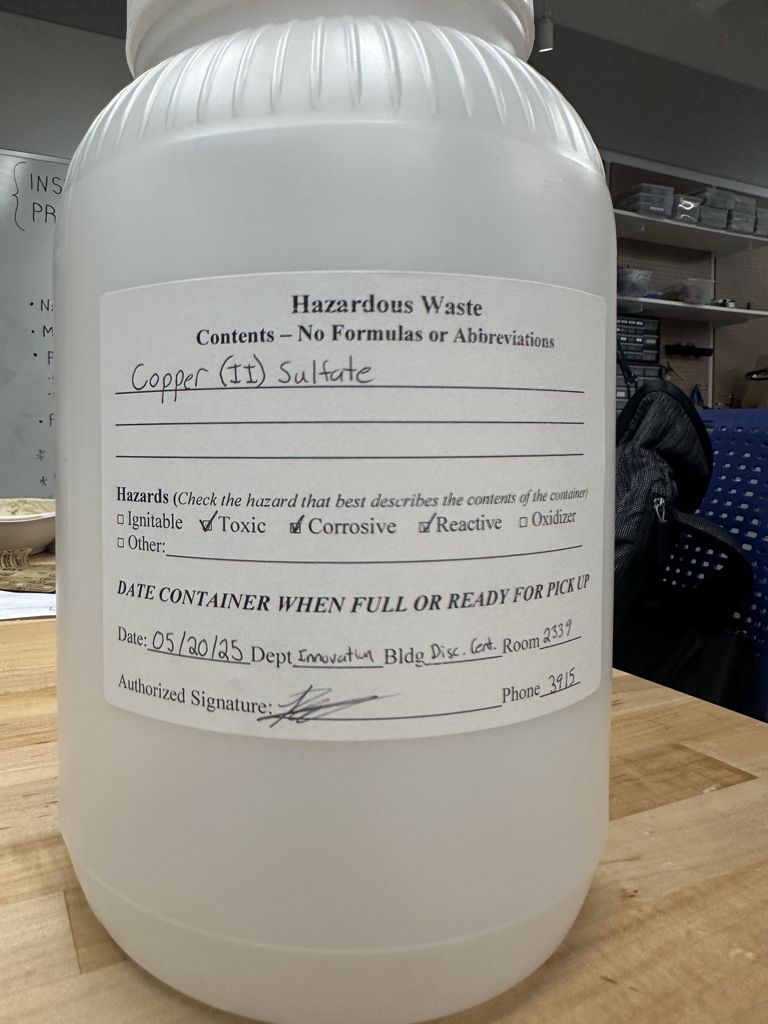 INS
PR
• N
• M
• P
• F
*
*
Hazardous Waste
Contents – No Formulas or Abbreviations
Copper (II) Sulfate
Hazards (Check the hazard that best describes the contents of the container)
☐ Ignitable ☑ Toxic ☑ Corrosive ☑ Reactive ☐ Oxidizer
☐ Other:
DATE CONTAINER WHEN FULL OR READY FOR PICK UP
Date: 05/20/25 Dept Innovation Bldg Disc. Cent. Room 2339
Authorized Signature: Phone 3915